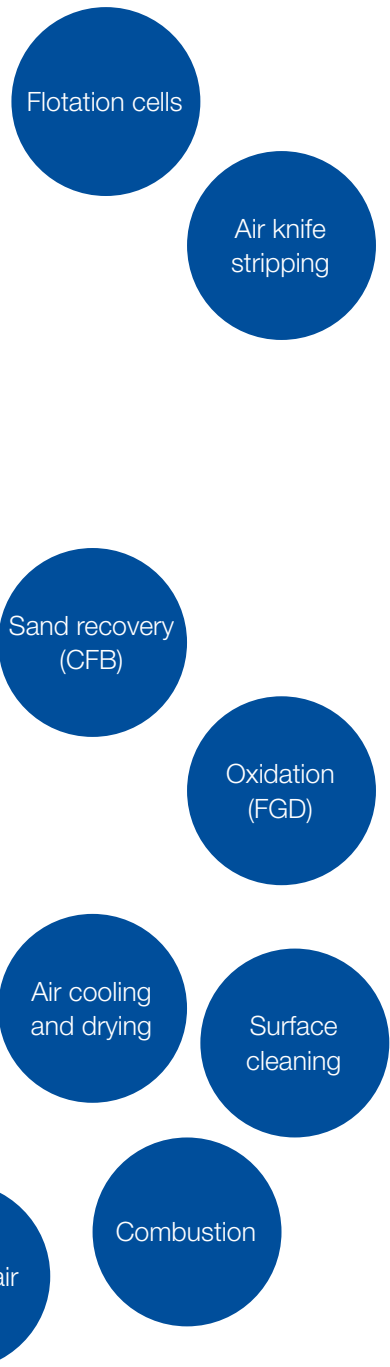 Flotation cells
Air knife
stripping
Sand recovery
(CFB)
Oxidation
(FGD)
Air cooling
and drying
Surface
cleaning
Combustion